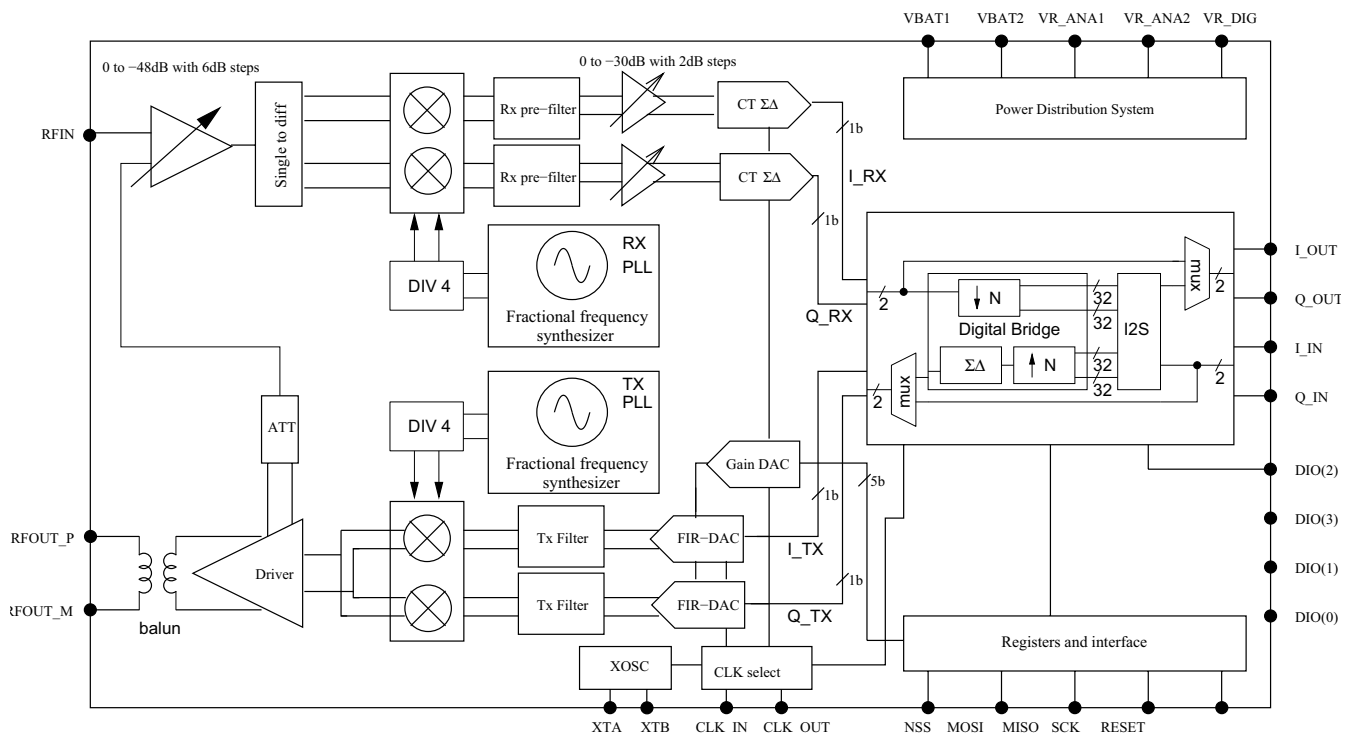 VBAT1 VBAT2 VR_ANA1 VR_ANA2 VR_DIG
0 to −48dB with 6dB steps
0 to −30dB with 2dB steps
Power Distribution System
RFIN
Single to diff
Rx pre−filter
CT ΣΔ
1b
Rx pre−filter
CT ΣΔ
1b
I_RX
RX
PLL
Fractional frequency
synthesizer
DIV 4
Q_RX
2
N
Digital Bridge
32
32
I2S
mux
2
I_OUT
Q_OUT
I_IN
Q_IN
ΣΔ
N
32
32
2
mux
2
TX
PLL
Fractional frequency
synthesizer
DIV 4
ATT
Gain DAC
5b
1b
DIO(2)
DIO(3)
DIO(1)
DIO(0)
RFOUT_P
RFOUT_M
balun
Driver
Tx Filter
FIR−DAC
I_TX
Tx Filter
FIR−DAC
1b
Q_TX
Registers and interface
XOSC
CLK select
XTA XTB CLK_IN CLK_OUT NSS MOSI MISO SCK RESET